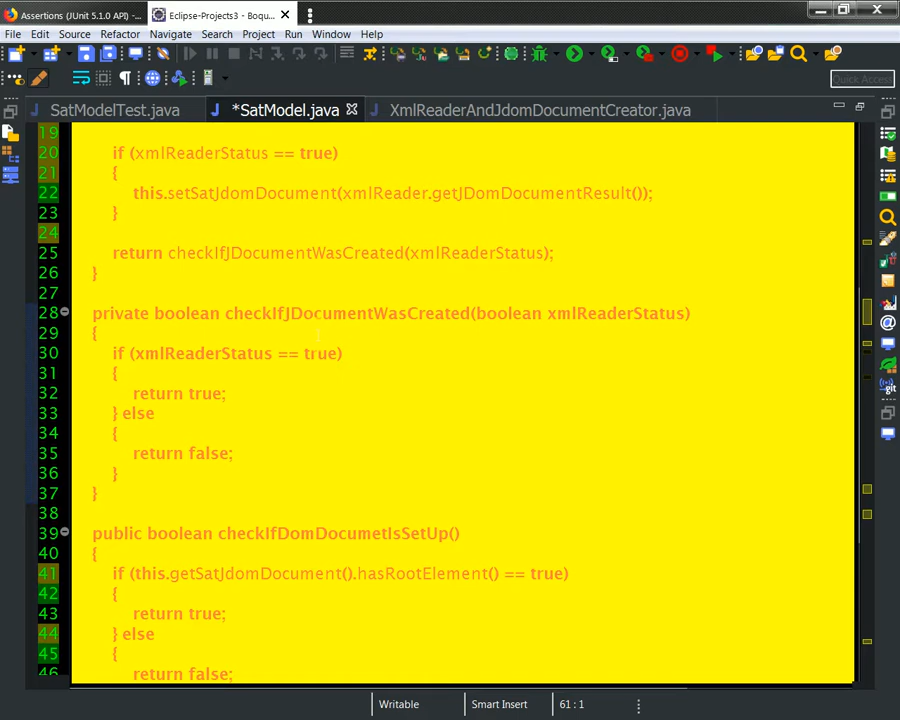 Assertions (JUnit 5.0.1 API) -...
Eclipse-Projects3 - Boqu...
File Edit Source Refactor Navigate Search Project Run Window Help
Quick Access
SatModelTest.java
*SatModel.java
XmlReaderAndJdomDocumentCreator.java
19
20 if (xmlReaderStatus == true)
21 {
22 this.setSatJdomDocument(xmlReader.getJDomDocumentResult());
23 }
24
25 return checkIfJDocumentWasCreated(xmlReaderStatus);
26 }
27
28 private boolean checkIfJDocumentWasCreated(boolean xmlReaderStatus)
29 {
30 if (xmlReaderStatus == true)
31 {
32 return true;
33 } else
34 {
35 return false;
36 }
37 }
38
39 public boolean checkIfDomDocumetIsSetUp()
40 {
41 if (this.getSatJdomDocument().hasRootElement() == true)
42 {
43 return true;
44 } else
45 {
46 return false;
Writable Smart Insert 61 : 1